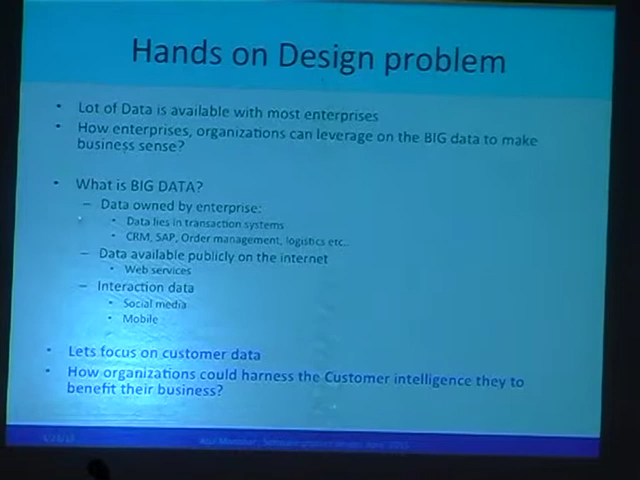 Hands on Design problem
• Lot of Data is available with most enterprises
• How enterprises, organizations can leverage on the BIG data to make
business sense?
• What is BIG DATA?
– Data owned by enterprise:
• Data lies in transaction systems
• CRM, SAP, Order management, logistics etc..
– Data available publicly on the internet
• Web services
– Interaction data
• Social media
• Mobile
• Lets focus on customer data
• How organizations could harness the Customer intelligence they to
benefit their business?